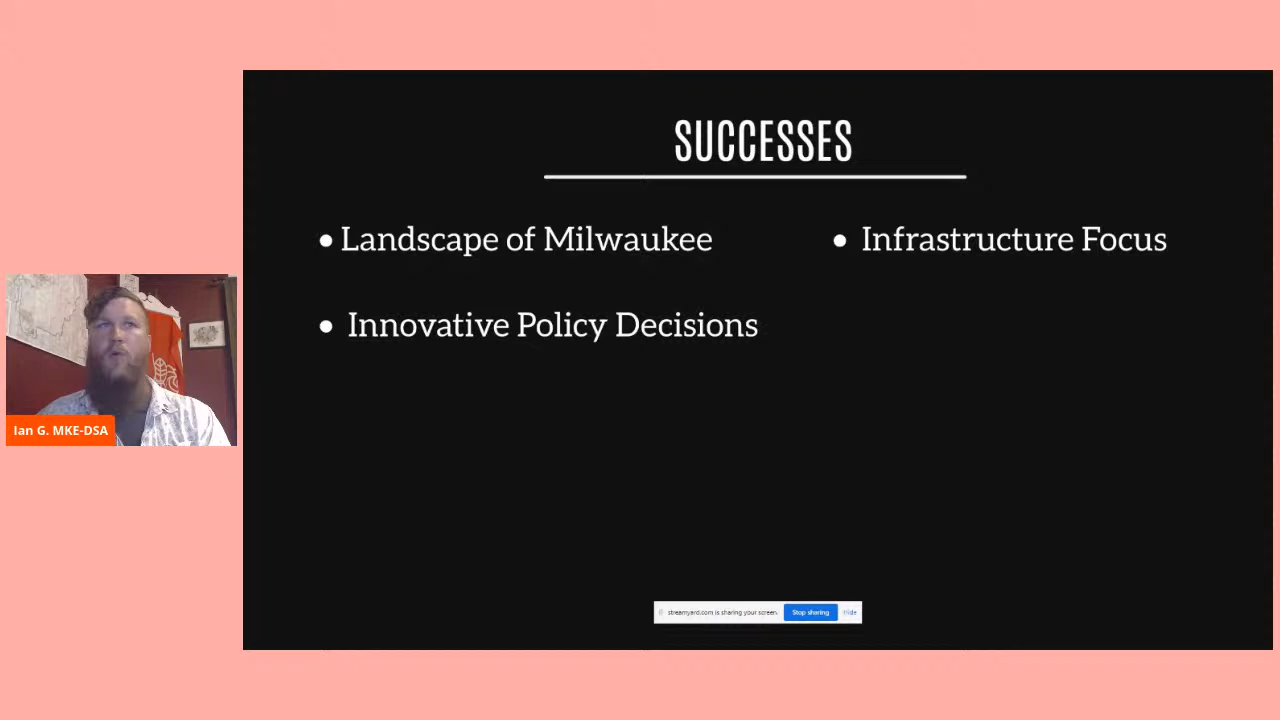 SUCCESSES
• Landscape of Milwaukee
• Infrastructure Focus
• Innovative Policy Decisions
Ian G. MKE-DSA
streamyard.com is sharing your screen. Stop sharing Hide